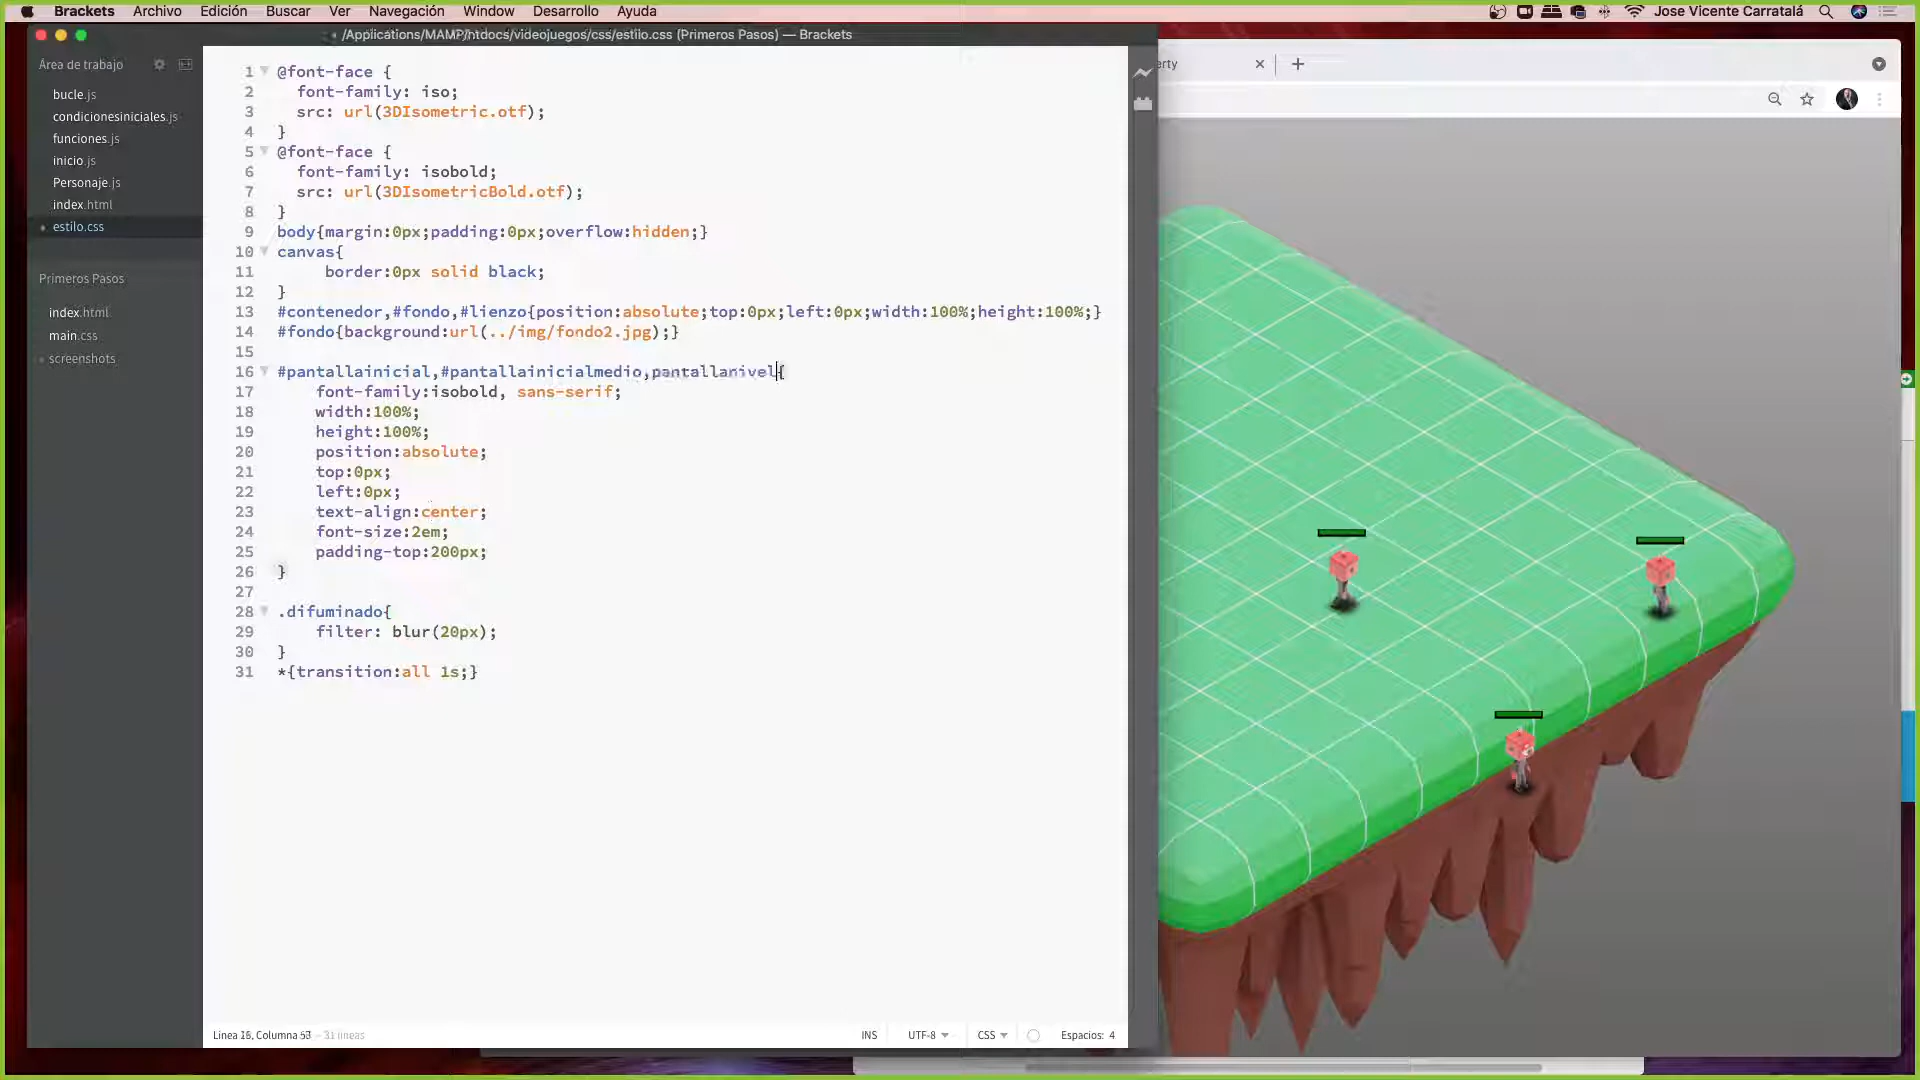 Brackets Archivo Edición Buscar Ver Navegación Window Desarrollo Ayuda Jose Vicente Carratalá
/Applications/MAMP/htdocs/videojuegos/css/estilo.css (Primeros Pasos) — Brackets
Área de trabajo
bucle.js
condicionesiniciales.js
funciones.js
inicio.js
Personaje.js
index.html
estilo.css
Primeros Pasos
index.html
main.css
screenshots
1 @font-face {
2 font-family: iso;
3 src: url(3DIsometric.otf);
4 }
5 @font-face {
6 font-family: isobold;
7 src: url(3DIsometricBold.otf);
8 }
9 body{margin:0px;padding:0px;overflow:hidden;}
10 canvas{
11 border:0px solid black;
12 }
13 #contenedor,#fondo,#lienzo{position:absolute;top:0px;left:0px;width:100%;height:100%;}
14 #fondo{background:url(../img/fondo2.jpg);}
15
16 #pantallainicial,#pantallainicialmedio,pantallanivel{
17 font-family:isobold, sans-serif;
18 width:100%;
19 height:100%;
20 position:absolute;
21 top:0px;
22 left:0px;
23 text-align:center;
24 font-size:2em;
25 padding-top:200px;
26 }
27
28 .difuminado{
29 filter: blur(20px);
30 }
31 *{transition:all 1s;}
erty
Línea 16, Columna — 31 líneas
INS UTF-8 CSS Espacios: 4